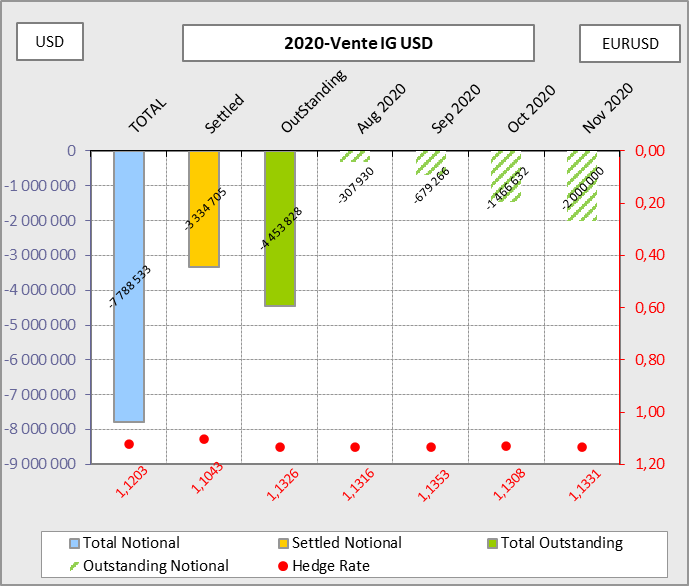 USD
2020-Vente IG USD
EURUSD
TOTAL
Settled
OutStanding
Aug 2020
Sep 2020
Oct 2020
Nov 2020
0
-1 000 000
-2 000 000
-3 000 000
-4 000 000
-5 000 000
-6 000 000
-7 000 000
-8 000 000
-9 000 000
-7 788 533
-3 334 705
-4 453 828
-307 930
-679 266
-1 466 632
-2 000 000
0,00
0,20
0,40
0,60
0,80
1,00
1,20
1,1203
1,1043
1,1326
1,1316
1,1353
1,1308
1,1331
Total Notional
Settled Notional
Total Outstanding
Outstanding Notional
Hedge Rate